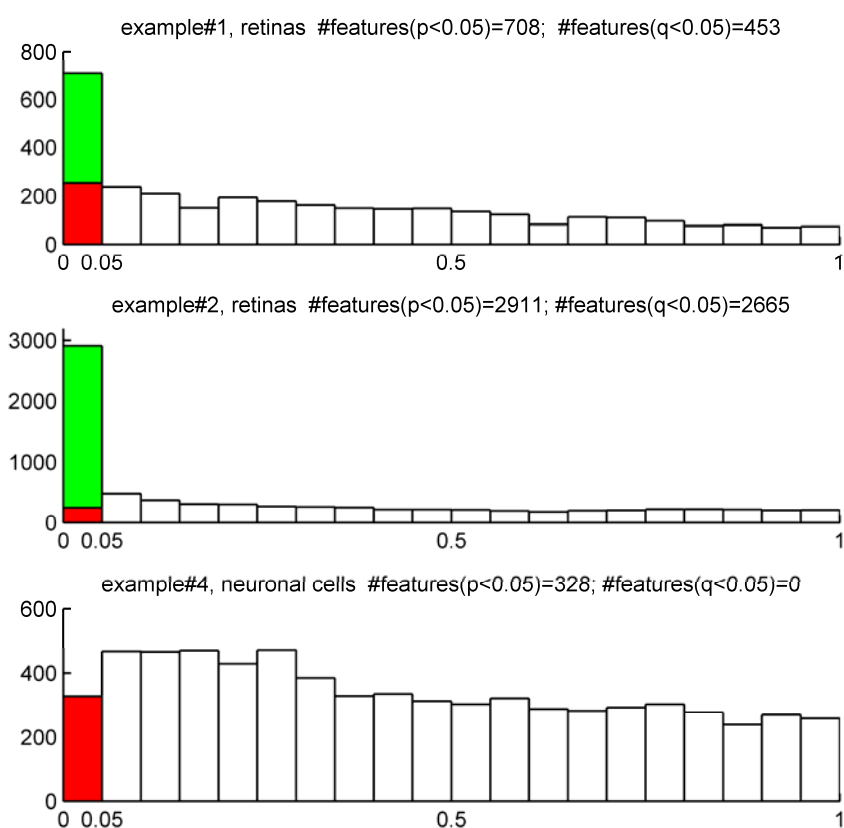 example#1, retinas #features(p<0.05)=708; #features(q<0.05)=453
800
600
400
200
0
0 0.05 0.5 1
example#2, retinas #features(p<0.05)=2911; #features(q<0.05)=2665
3000
2000
1000
0
0 0.05 0.5 1
example#4, neuronal cells #features(p<0.05)=328; #features(q<0.05)=0
600
400
200
0
0 0.05 0.5 1